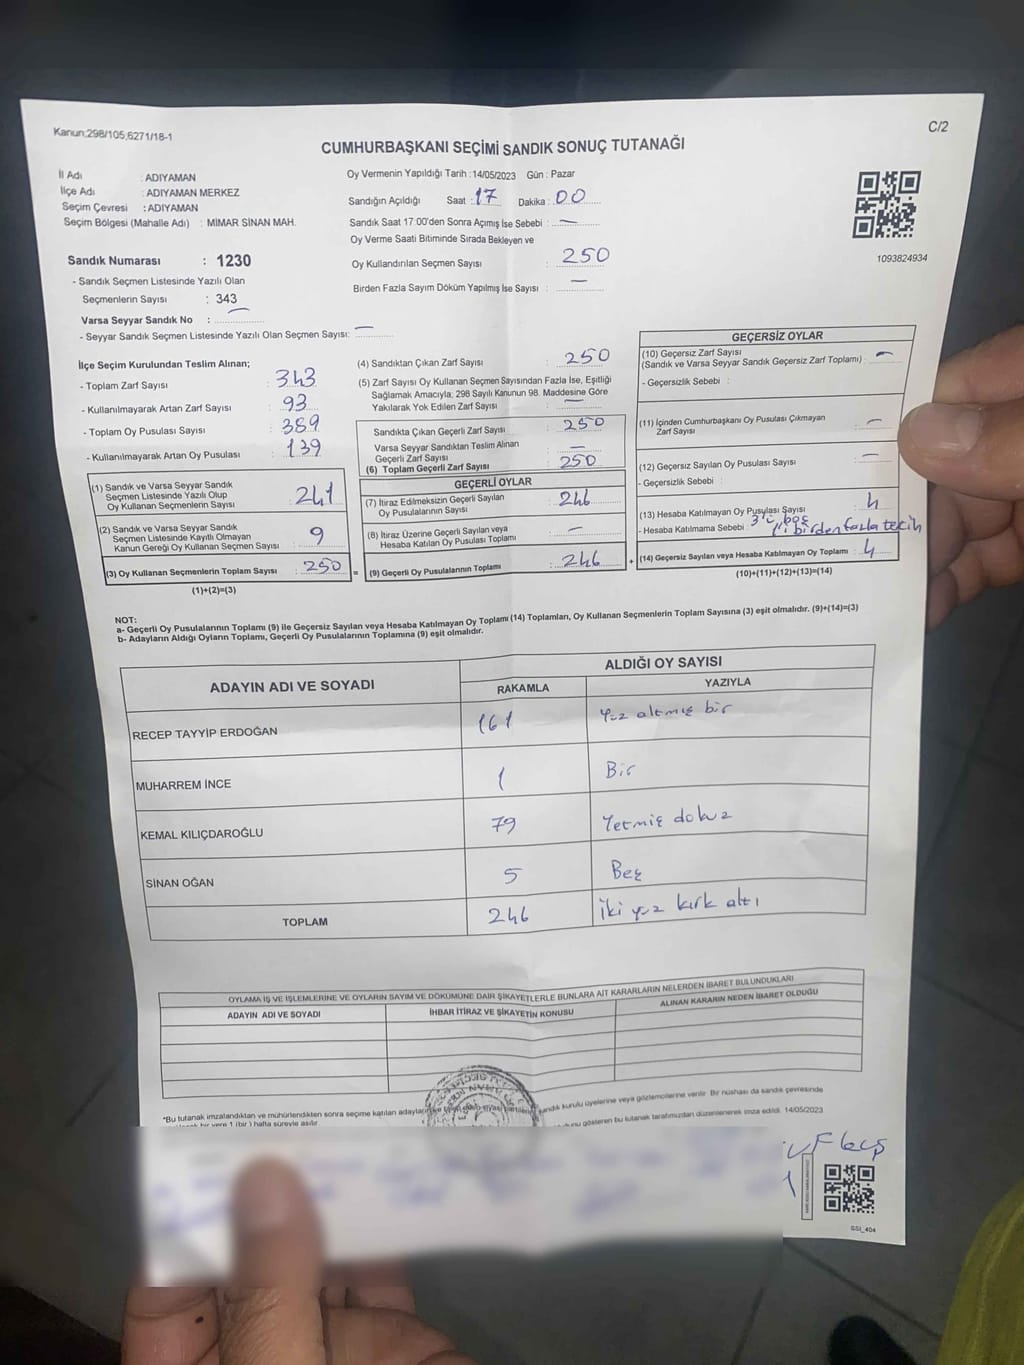 Kanun:298/105,6271/18-1
C/2
CUMHURBAŞKANI SEÇİMİ SANDIK SONUÇ TUTANAĞI
İl Adı : ADIYAMAN
İlçe Adı : ADIYAMAN MERKEZ
Seçim Çevresi : ADIYAMAN
Seçim Bölgesi (Mahalle Adı) : MİMAR SİNAN MAH.
Oy Vermenin Yapıldığı Tarih :14/05/2023 Gün : Pazar
Sandığın Açıldığı Saat : 17 Dakika : 00
Sandık Saat 17:00'den Sonra Açılmış İse Sebebi : —
Oy Verme Saati Bitiminde Sırada Bekleyen ve
Oy Kullandırılan Seçmen Sayısı : 250
Birden Fazla Sayım Döküm Yapılmış İse Sayısı : —
1093824934
Sandık Numarası : 1230
- Sandık Seçmen Listesinde Yazılı Olan
Seçmenlerin Sayısı : 343
Varsa Seyyar Sandık No : —
- Seyyar Sandık Seçmen Listesinde Yazılı Olan Seçmen Sayısı: —
İlçe Seçim Kurulundan Teslim Alınan;
- Toplam Zarf Sayısı : 343
- Kullanılmayarak Artan Zarf Sayısı : 93
- Toplam Oy Pusulası Sayısı : 389
- Kullanılmayarak Artan Oy Pusulası : 139
(1) Sandık ve Varsa Seyyar Sandık
Seçmen Listesinde Yazılı Olup
Oy Kullanan Seçmenlerin Sayısı : 241
(2) Sandık ve Varsa Seyyar Sandık
Seçmen Listesinde Kayıtlı Olmayan
Kanun Gereği Oy Kullanan Seçmen Sayısı : 9
(3) Oy Kullanan Seçmenlerin Toplam Sayısı : 250
(1)+(2)=(3)
(4) Sandıktan Çıkan Zarf Sayısı : 250
(5) Zarf Sayısı Oy Kullanan Seçmen Sayısından Fazla İse, Eşitliği
Sağlamak Amacıyla, 298 Sayılı Kanunun 98. Maddesine Göre
Yakılarak Yok Edilen Zarf Sayısı : —
Sandıkta Çıkan Geçerli Zarf Sayısı : 250
Varsa Seyyar Sandıktan Teslim Alınan
Geçerli Zarf Sayısı : —
(6) Toplam Geçerli Zarf Sayısı : 250
GEÇERLİ OYLAR
(7) İtiraz Edilmeksizin Geçerli Sayılan
Oy Pusulalarının Sayısı : 246
(8) İtiraz Üzerine Geçerli Sayılan veya
Hesaba Katılan Oy Pusulası Toplamı : —
(9) Geçerli Oy Pusulalarının Toplamı : 246
GEÇERSİZ OYLAR
(10) Geçersiz Zarf Sayısı
(Sandık ve Varsa Seyyar Sandık Geçersiz Zarf Toplamı) : —
- Geçersizlik Sebebi :
(11) İçinden Cumhurbaşkanı Oy Pusulası Çıkmayan
Zarf Sayısı : —
(12) Geçersiz Sayılan Oy Pusulası Sayısı : —
- Geçersizlik Sebebi :
(13) Hesaba Katılmayan Oy Pusulası Sayısı : 4
- Hesaba Katılmama Sebebi : 3'ü boş
1'i birden fazla tercih
(14) Geçersiz Sayılan veya Hesaba Katılmayan Oy Toplamı : 4
(10)+(11)+(12)+(13)=(14)
NOT:
a- Geçerli Oy Pusulalarının Toplamı (9) ile Geçersiz Sayılan veya Hesaba Katılmayan Oy Toplamı (14) Toplamları, Oy Kullanan Seçmenlerin Toplam Sayısına (3) eşit olmalıdır. (9)+(14)=(3)
b- Adayların Aldığı Oyların Toplamı, Geçerli Oy Pusulalarının Toplamına (9) eşit olmalıdır.
ADAYIN ADI VE SOYADI
ALDIĞI OY SAYISI
RAKAMLA YAZIYLA
RECEP TAYYİP ERDOĞAN 161 Yüz altmış bir
MUHARREM İNCE 1 Bir
KEMAL KILIÇDAROĞLU 79 Yetmiş dokuz
SİNAN OĞAN 5 Beş
TOPLAM 246 İki yüz kırk altı
OYLAMA İŞ VE İŞLEMLERİNE VE OYLARIN SAYIM VE DÖKÜMÜNE DAİR ŞİKAYETLERLE BUNLARA AİT KARARLARIN NELERDEN İBARET BULUNDUKLARI
ADAYIN ADI VE SOYADI İHBAR İTİRAZ VE ŞİKAYETİN KONUSU ALINAN KARARIN NEDEN İBARET OLDUĞU
*Bu tutanak imzalandıktan ve mühürlendikten sonra seçime katılan adayların sandık kurulu üyelerine veya gözlemcilerine verilir. Bir nüshası da sandık çevresinde
1 (bir) hafta süreyle asılır.
gösteren bu tutanak tarafımızdan düzenlenerek imza edildi. 14/05/2023
GSI_404